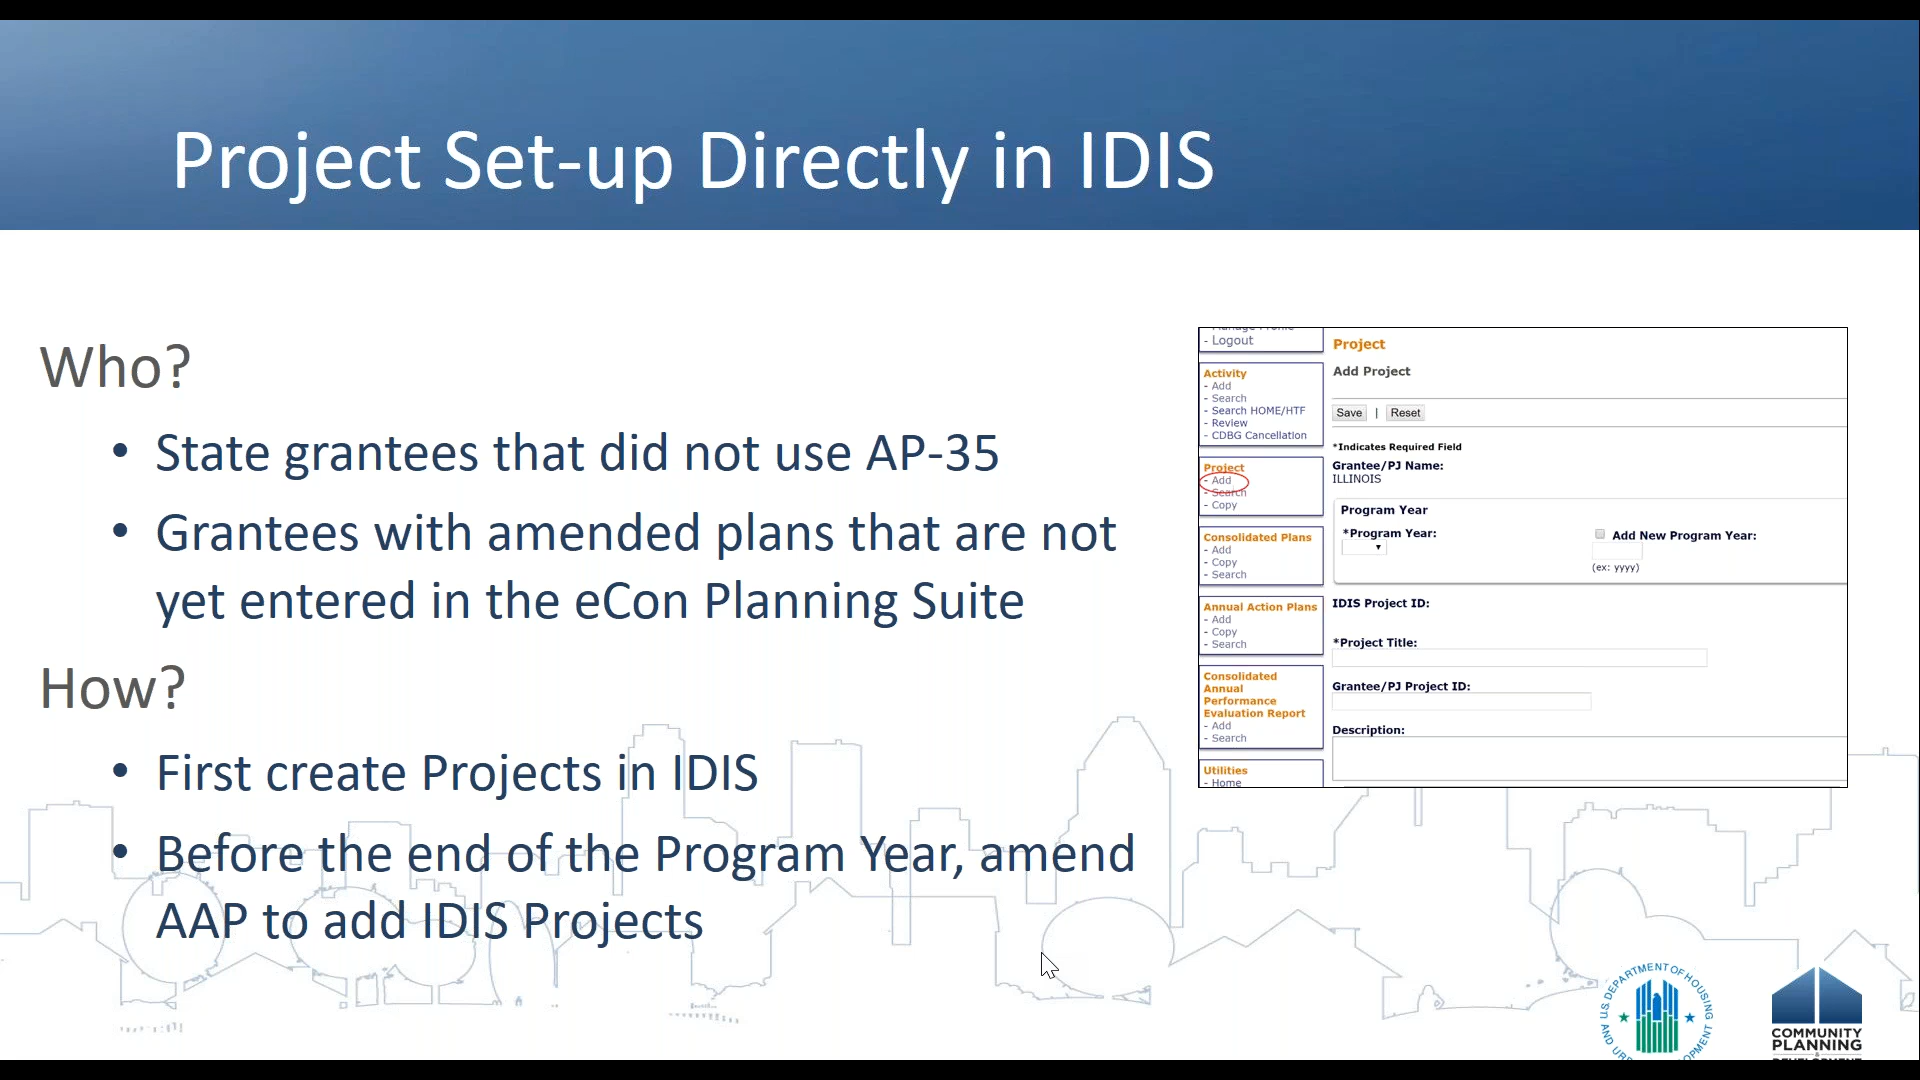 Project Set-up Directly in IDIS
Who?
• State grantees that did not use AP-35
• Grantees with amended plans that are not
yet entered in the eCon Planning Suite
How?
• First create Projects in IDIS
• Before the end of the Program Year, amend
AAP to add IDIS Projects
- Logout
Activity
- Add
- Search
- Search HOME/HTF
- Review
- CDBG Cancellation
Project
- Add
- Search
- Copy
Consolidated Plans
- Add
- Copy
- Search
Annual Action Plans
- Add
- Copy
- Search
Consolidated
Annual
Performance
Evaluation Report
- Add
- Search
Utilities
- Home
Project
Add Project
Save | Reset
*Indicates Required Field
Grantee/PJ Name:
ILLINOIS
Program Year
*Program Year:
Add New Program Year:
(ex: yyyy)
IDIS Project ID:
*Project Title:
Grantee/PJ Project ID:
Description:
U.S. DEPARTMENT OF HOUSING
COMMUNITY
PLANNING